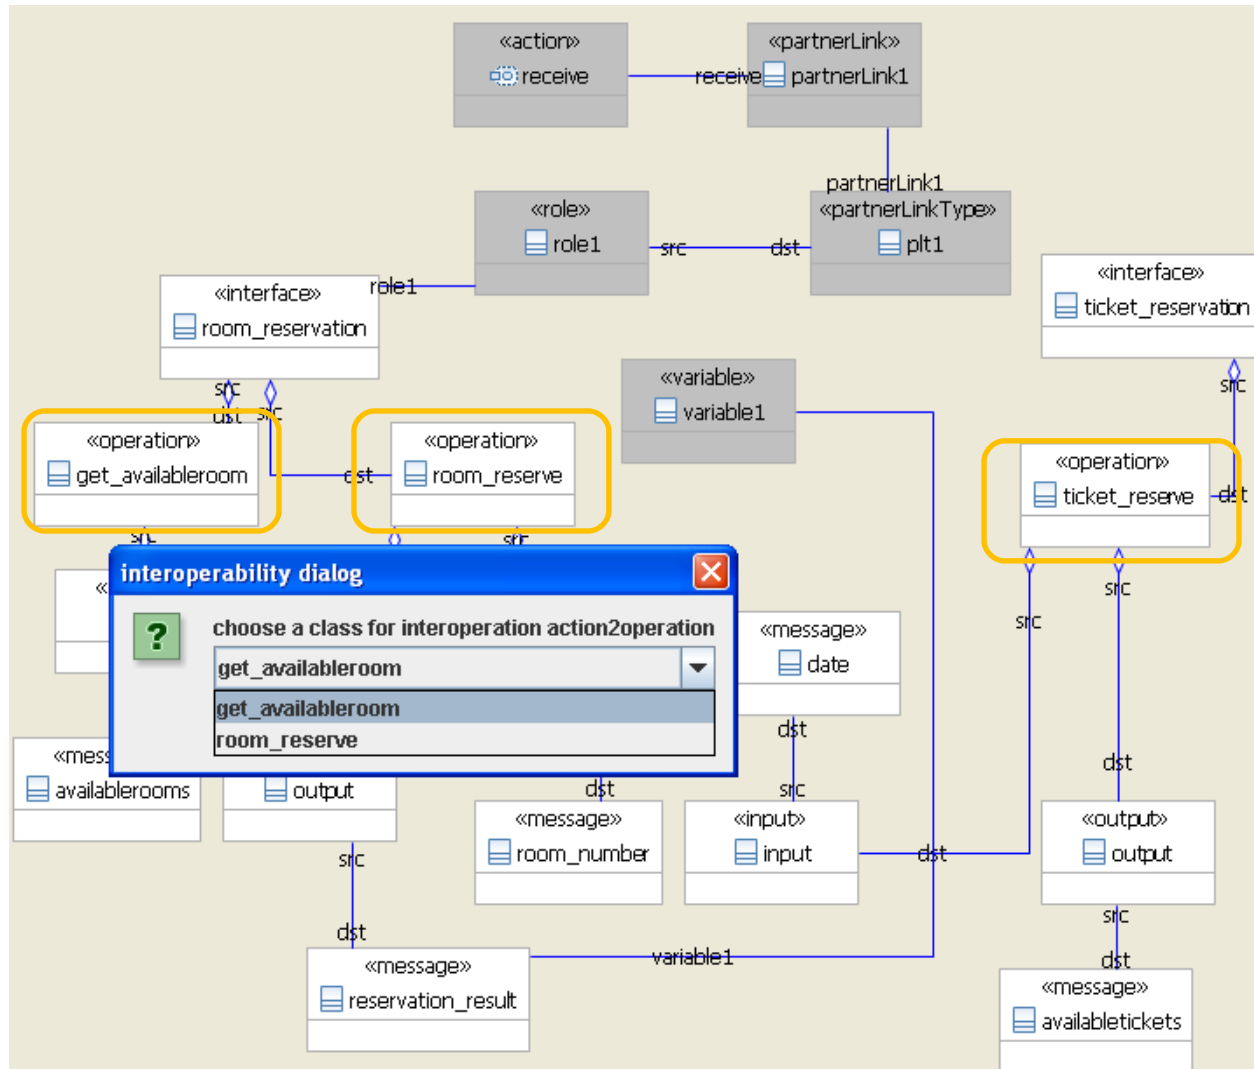 «action»
receive
receive
«partnerLink»
partnerLink1
partnerLink1
«role»
role1
src
dst
«partnerLinkType»
plt1
role1
«interface»
room_reservation
«interface»
ticket_reservation
src
dst
src
src
«variable»
variable1
«operation»
get_availableroom
dst
«operation»
room_reserve
«operation»
ticket_reserve
dst
src
src
interoperability dialog
choose a class for interoperation action2operation
get_availableroom
get_availableroom
room_reserve
src
src
«message»
date
dst
src
dst
availablerooms
output
dst
«message»
room_number
«input»
input
dst
«output»
output
src
dst
src
dst
«message»
reservation_result
variable1
«message»
availabletickets